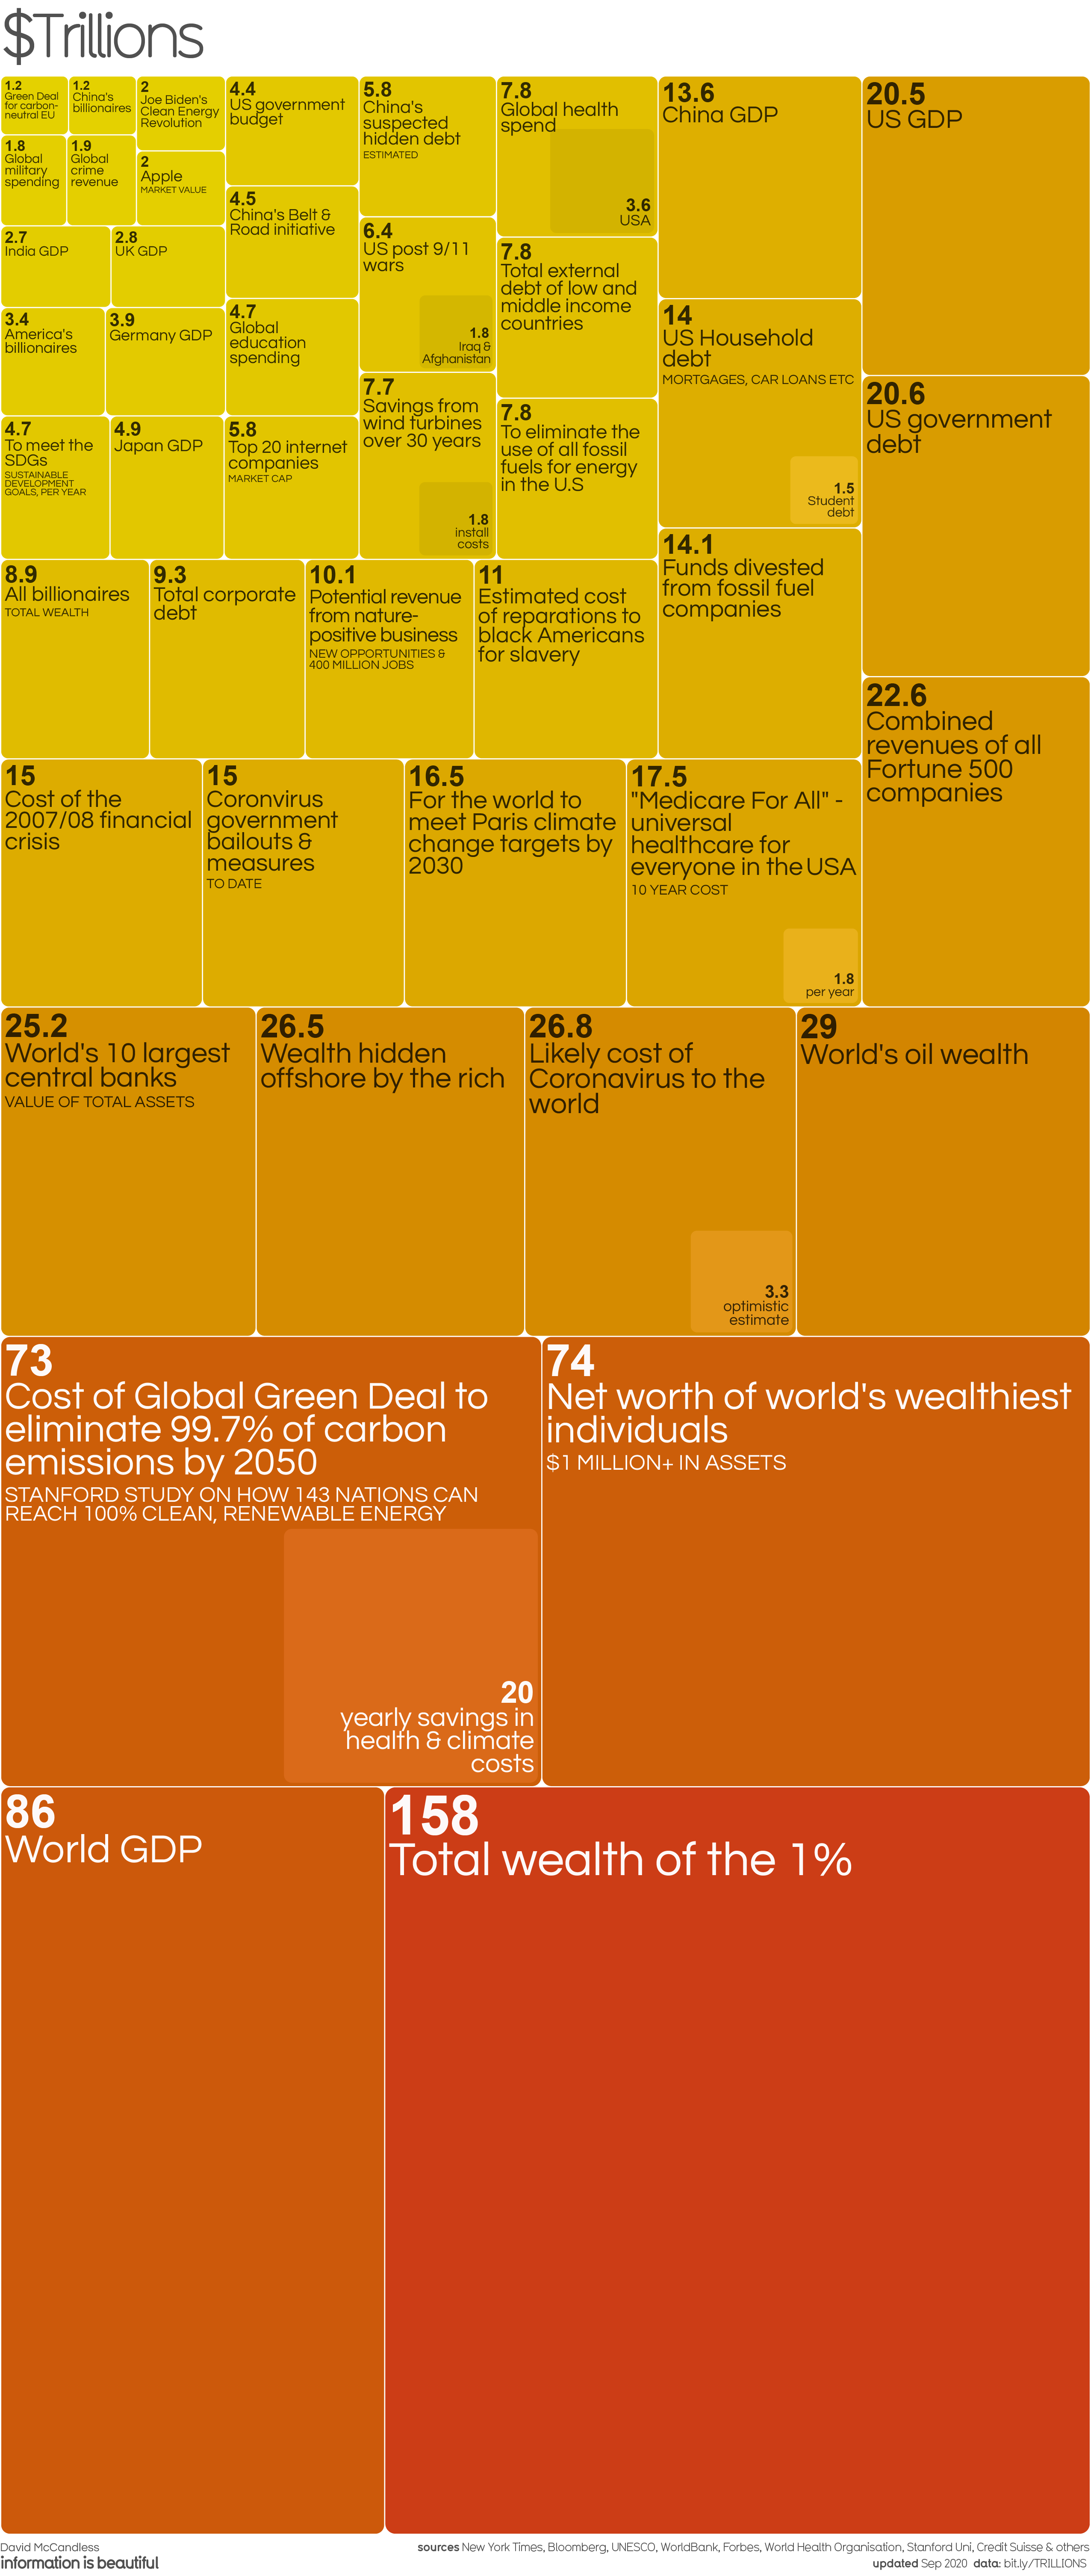 $Trillions
1.2
Green Deal
for carbon-
neutral EU
1.2
China's
billionaires
2
Joe Biden's
Clean Energy
Revolution
4.4
US government
budget
5.8
China's
suspected
hidden debt
ESTIMATED
7.8
Global health
spend
3.6
USA
13.6
China GDP
20.5
US GDP
1.8
Global
military
spending
1.9
Global
crime
revenue
2
Apple
MARKET VALUE
4.5
China's Belt &
Road initiative
6.4
US post 9/11
wars
1.8
Iraq &
Afghanistan
7.8
Total external
debt of low and
middle income
countries
2.7
India GDP
2.8
UK GDP
3.4
America's
billionaires
3.9
Germany GDP
4.7
Global
education
spending
14
US Household
debt
MORTGAGES, CAR LOANS ETC
1.5
Student
debt
20.6
US government
debt
7.7
Savings from
wind turbines
over 30 years
1.8
install
costs
7.8
To eliminate the
use of all fossil
fuels for energy
in the U.S
4.7
To meet the
SDGs
SUSTAINABLE
DEVELOPMENT
GOALS, PER YEAR
4.9
Japan GDP
5.8
Top 20 internet
companies
MARKET CAP
14.1
Funds divested
from fossil fuel
companies
8.9
All billionaires
TOTAL WEALTH
9.3
Total corporate
debt
10.1
Potential revenue
from nature-
positive business
NEW OPPORTUNITIES &
400 MILLION JOBS
11
Estimated cost
of reparations to
black Americans
for slavery
22.6
Combined
revenues of all
Fortune 500
companies
15
Cost of the
2007/08 financial
crisis
15
Coronvirus
government
bailouts &
measures
TO DATE
16.5
For the world to
meet Paris climate
change targets by
2030
17.5
"Medicare For All" -
universal
healthcare for
everyone in the USA
10 YEAR COST
1.8
per year
25.2
World's 10 largest
central banks
VALUE OF TOTAL ASSETS
26.5
Wealth hidden
offshore by the rich
26.8
Likely cost of
Coronavirus to the
world
3.3
optimistic
estimate
29
World's oil wealth
73
Cost of Global Green Deal to
eliminate 99.7% of carbon
emissions by 2050
STANFORD STUDY ON HOW 143 NATIONS CAN
REACH 100% CLEAN, RENEWABLE ENERGY
20
yearly savings in
health & climate
costs
74
Net worth of world's wealthiest
individuals
$1 MILLION+ IN ASSETS
86
World GDP
158
Total wealth of the 1%
David McCandless
information is beautiful
sources New York Times, Bloomberg, UNESCO, WorldBank, Forbes, World Health Organisation, Stanford Uni, Credit Suisse & others
updated Sep 2020 data: bit.ly/TRILLIONS